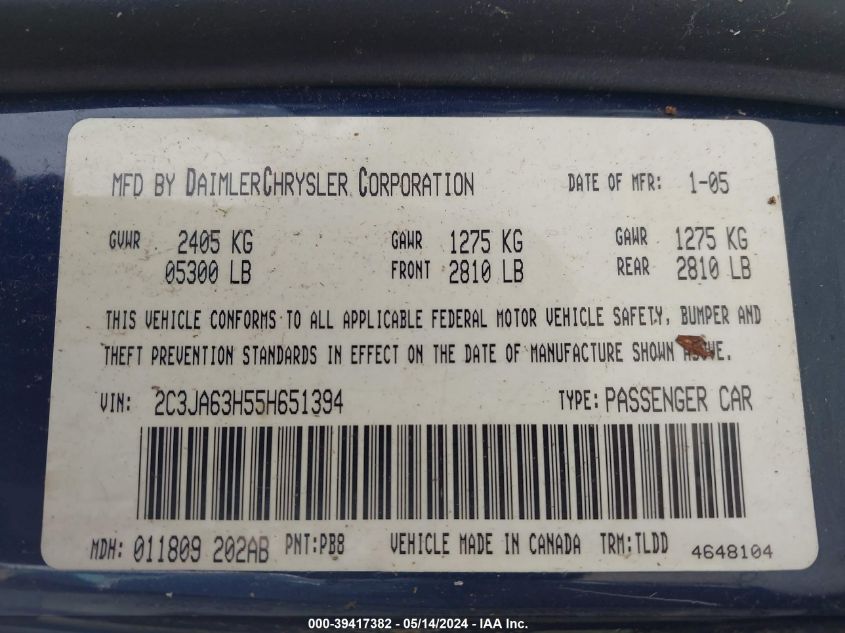 MFD BY DAIMLERCHRYSLER CORPORATION DATE OF MFR: 1-05
GVWR 2405 KG GAWR 1275 KG GAWR 1275 KG
05300 LB FRONT 2810 LB REAR 2810 LB
THIS VEHICLE CONFORMS TO ALL APPLICABLE FEDERAL MOTOR VEHICLE SAFETY, BUMPER AND
THEFT PREVENTION STANDARDS IN EFFECT ON THE DATE OF MANUFACTURE SHOWN ABOVE.
VIN: 2C3JA63H55H651394 TYPE: PASSENGER CAR
MDH: 011809 202AB PNT:PB8 VEHICLE MADE IN CANADA TRM:TLDD 4648104
000-39417382 - 05/14/2024 - IAA Inc.